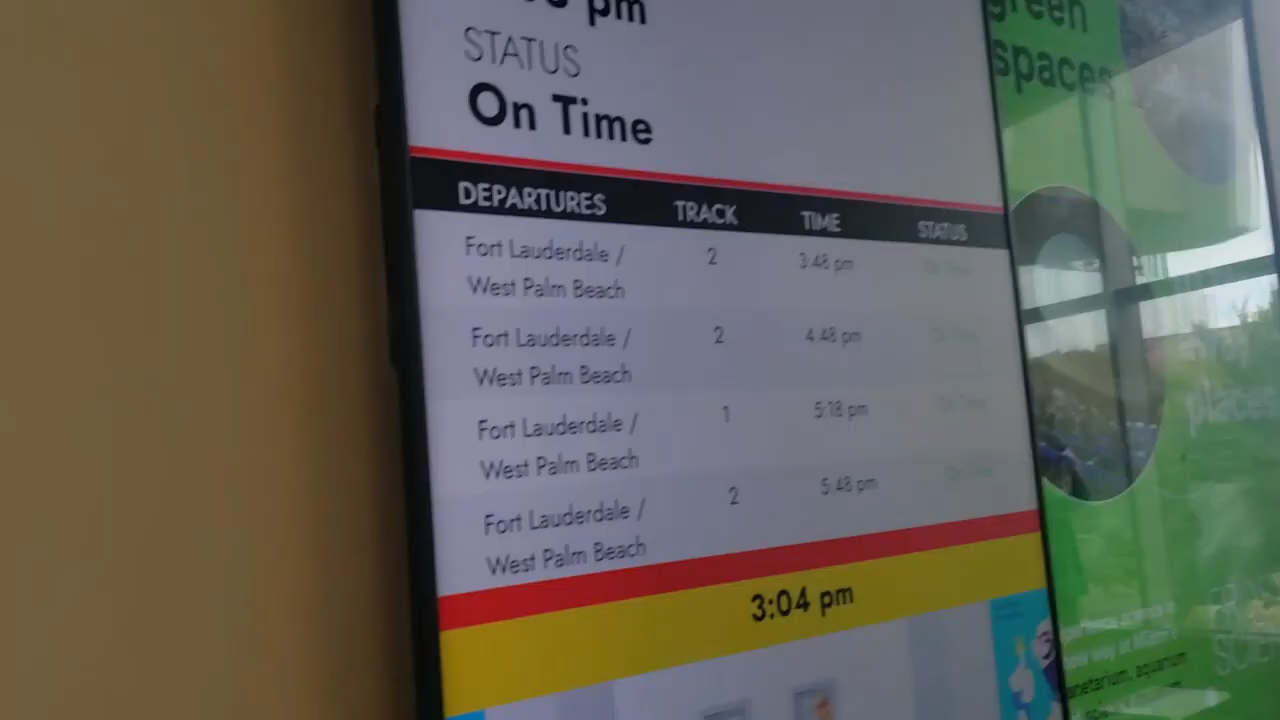 pm
STATUS
On Time
DEPARTURES TRACK TIME STATUS
Fort Lauderdale / 2 3:48 pm
West Palm Beach
Fort Lauderdale / 2 4:48 pm
West Palm Beach
Fort Lauderdale / 1 5:18 pm
West Palm Beach
Fort Lauderdale / 2 5:48 pm
West Palm Beach
3:04 pm
green
spaces
aquarium